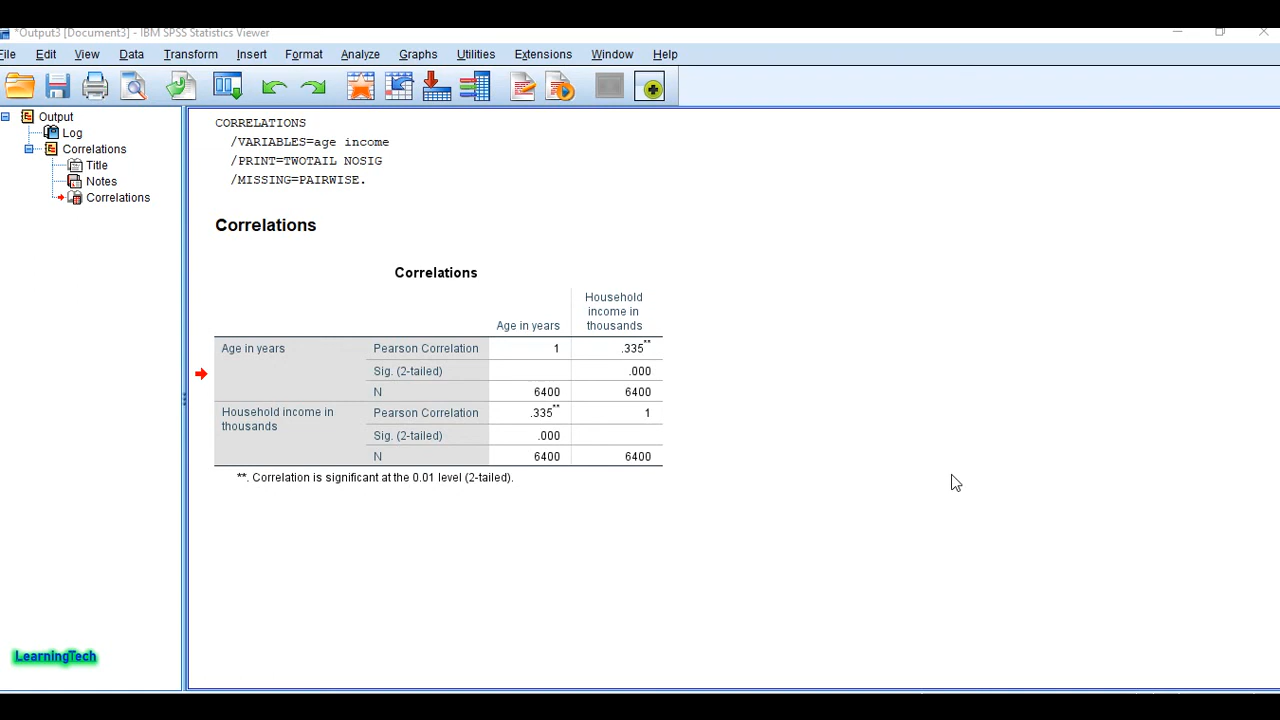 *Output3 [Document3] - IBM SPSS Statistics Viewer
File Edit View Data Transform Insert Format Analyze Graphs Utilities Extensions Window Help
Output
Log
Correlations
Title
Notes
Correlations
CORRELATIONS
/VARIABLES=age income
/PRINT=TWOTAIL NOSIG
/MISSING=PAIRWISE.
Correlations
Correlations
Age in years
Household
income in
thousands
Age in years Pearson Correlation 1 .335**
Sig. (2-tailed) .000
N 6400 6400
Household income in
thousands
Pearson Correlation .335** 1
Sig. (2-tailed) .000
N 6400 6400
**. Correlation is significant at the 0.01 level (2-tailed).
LearningTech